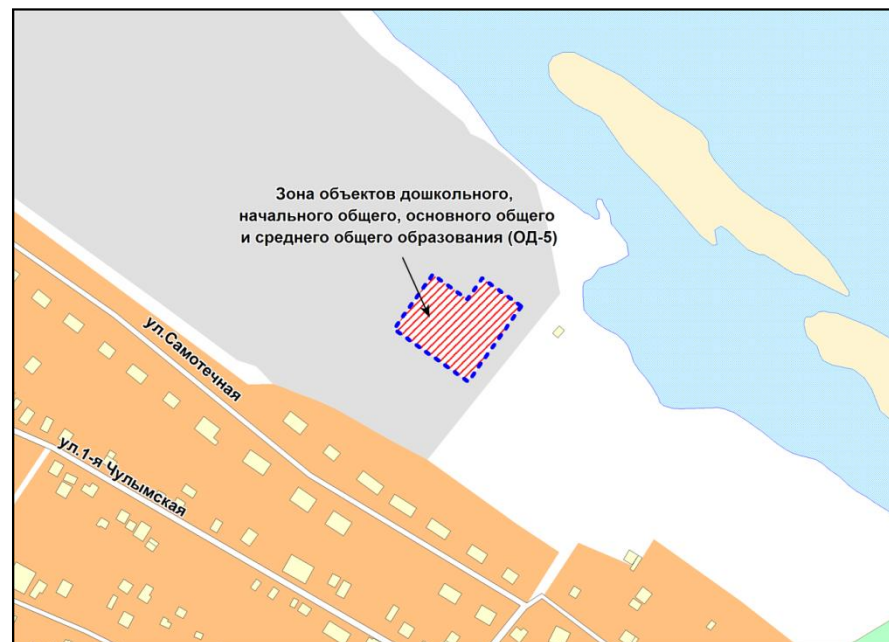 Зона объектов дошкольного,
начального общего, основного общего
и среднего общего образования (ОД-5)
ул.Самотечная
ул.1-я Чулымская